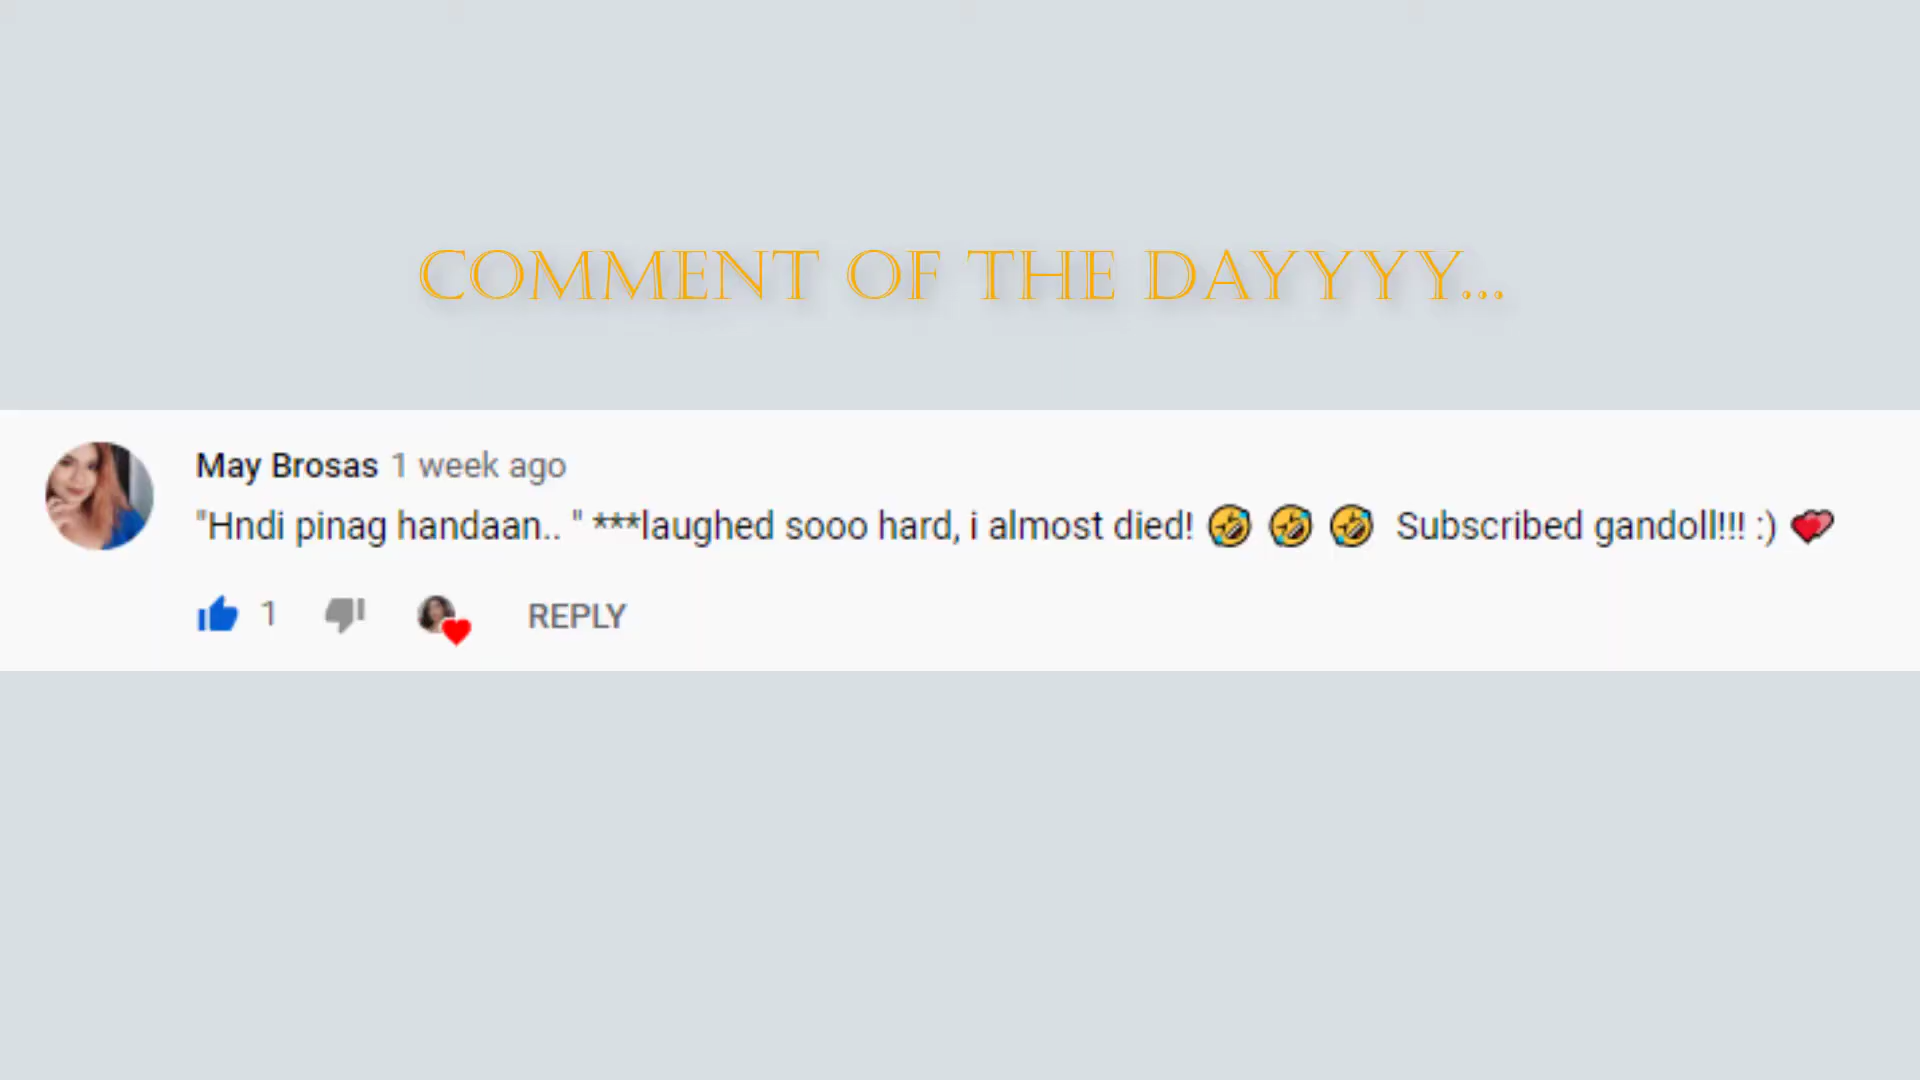 COMMENT OF THE DAYYYY...
May Brosas 1 week ago
"Hndi pinag handaan.. " ***laughed sooo hard, i almost died! 🤣 🤣 🤣 Subscribed gandoll!!! :) 💕
1 REPLY